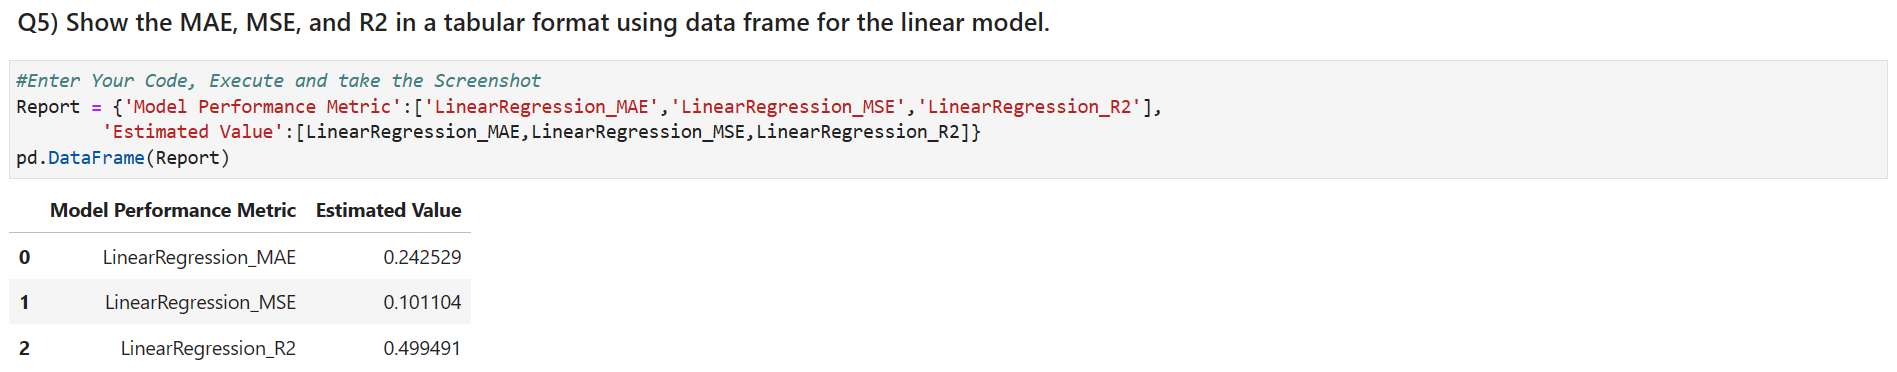 Q5) Show the MAE, MSE, and R2 in a tabular format using data frame for the linear model.
#Enter Your Code, Execute and take the Screenshot
Report = {'Model Performance Metric':['LinearRegression_MAE','LinearRegression_MSE','LinearRegression_R2'],
        'Estimated Value':[LinearRegression_MAE,LinearRegression_MSE,LinearRegression_R2]}
pd.DataFrame(Report)
Model Performance Metric Estimated Value
0 LinearRegression_MAE 0.242529
1 LinearRegression_MSE 0.101104
2 LinearRegression_R2 0.499491